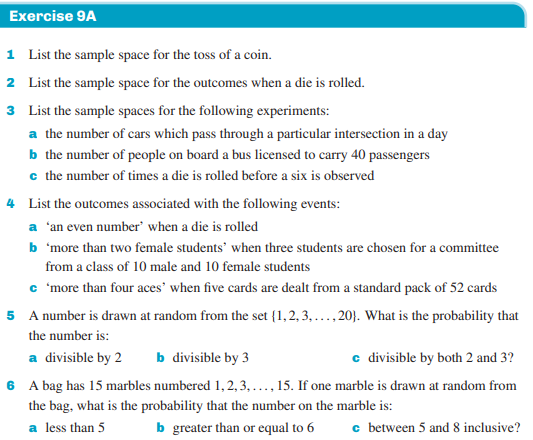 Exercise 9A
1 List the sample space for the toss of a coin.
2 List the sample space for the outcomes when a die is rolled.
3 List the sample spaces for the following experiments:
a the number of cars which pass through a particular intersection in a day
b the number of people on board a bus licensed to carry 40 passengers
c the number of times a die is rolled before a six is observed
4 List the outcomes associated with the following events:
a ‘an even number’ when a die is rolled
b ‘more than two female students’ when three students are chosen for a committee
from a class of 10 male and 10 female students
c ‘more than four aces’ when five cards are dealt from a standard pack of 52 cards
5 A number is drawn at random from the set {1, 2, 3, . . . , 20}. What is the probability that
the number is:
a divisible by 2 b divisible by 3 c divisible by both 2 and 3?
6 A bag has 15 marbles numbered 1, 2, 3, . . . , 15. If one marble is drawn at random from
the bag, what is the probability that the number on the marble is:
a less than 5 b greater than or equal to 6 c between 5 and 8 inclusive?